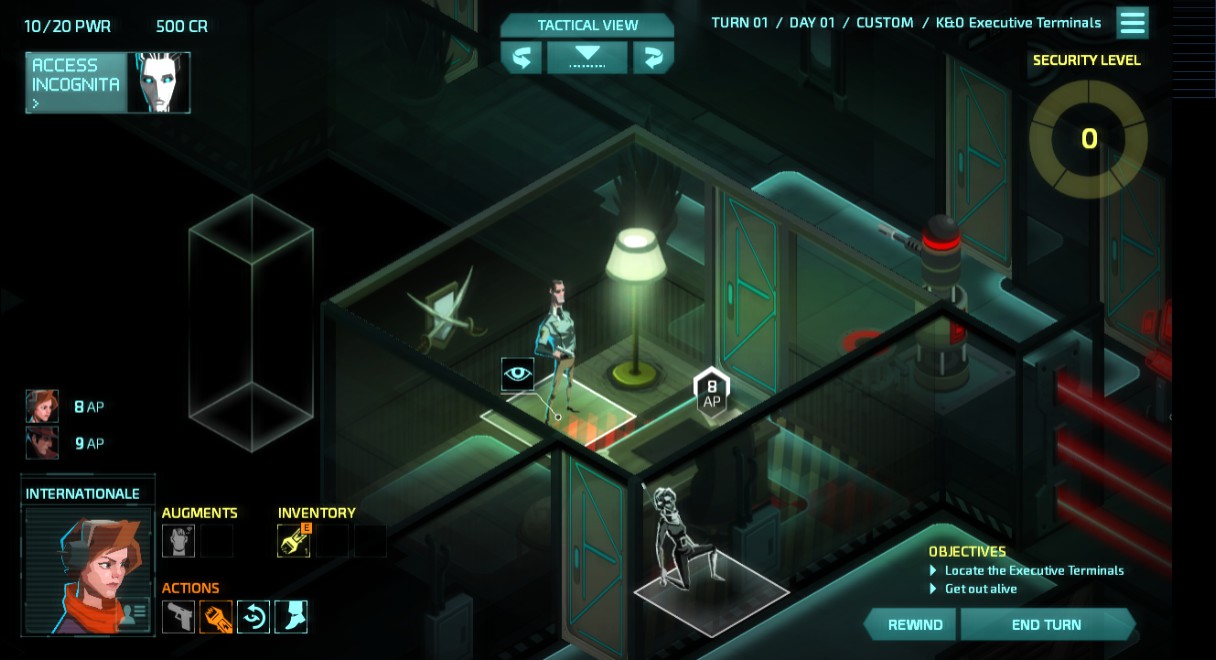 10/20 PWR 500 CR
TACTICAL VIEW
TURN 01 / DAY 01 / CUSTOM / K&O Executive Terminals
ACCESS
INCOGNITA
>
SECURITY LEVEL
0
8
AP
8 AP
9 AP
INTERNATIONALE
AUGMENTS
INVENTORY
E
ACTIONS
OBJECTIVES
Locate the Executive Terminals
Get out alive
REWIND
END TURN